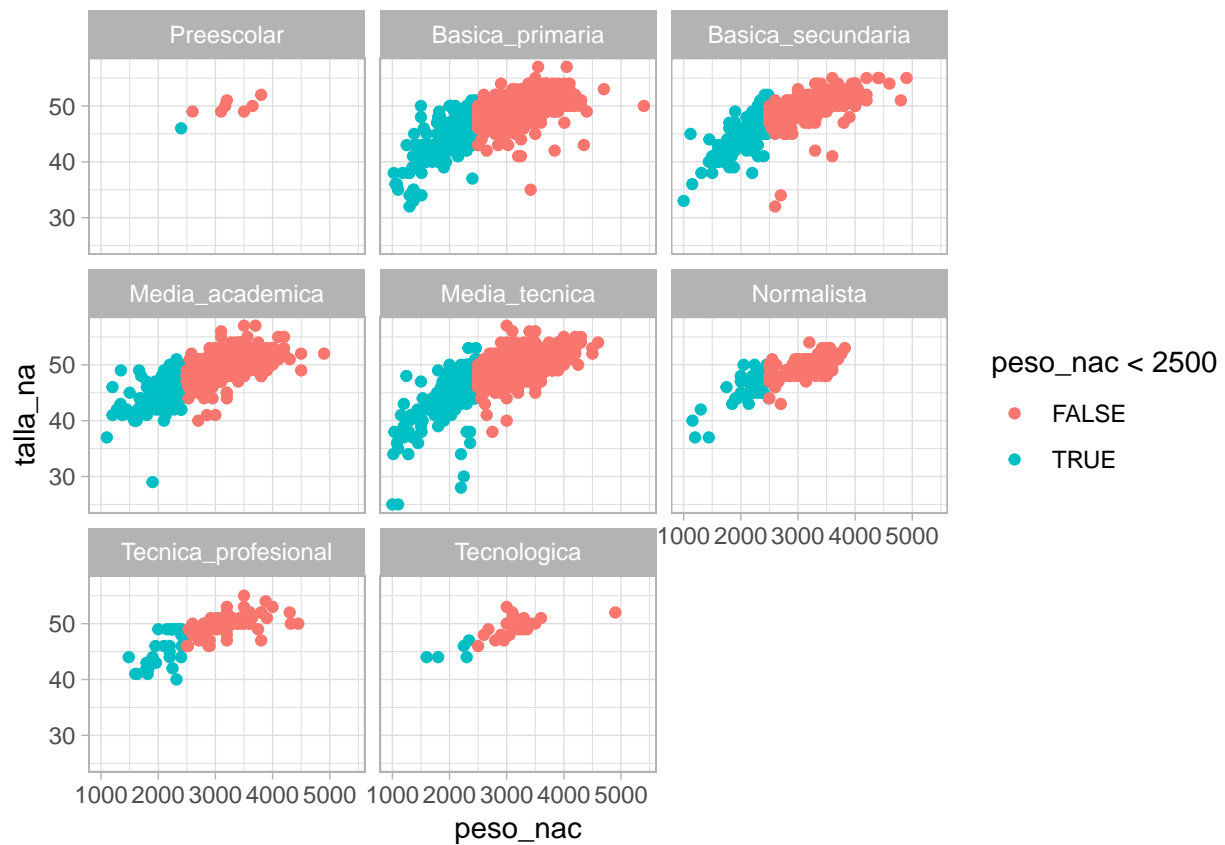 Preescolar Basica_primaria Basica_secundaria
50
40
30
Media_academica Media_tecnica Normalista
50
40
30
1000 2000 3000 4000 5000
Tecnica_profesional Tecnologica
50
40
30
1000 2000 3000 4000 5000 1000 2000 3000 4000 5000
peso_nac
talla_na
peso_nac < 2500
FALSE
TRUE